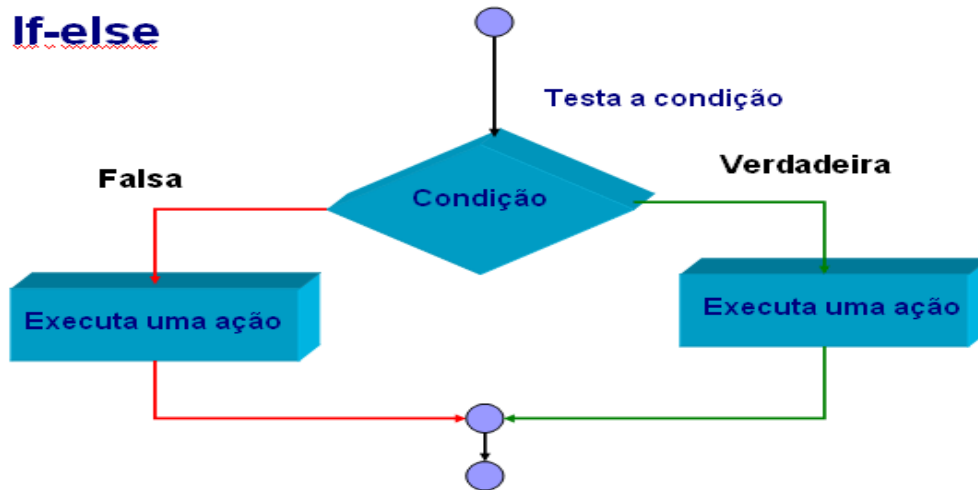 If-else
Testa a condição
Falsa
Verdadeira
Condição
Executa uma ação
Executa uma ação